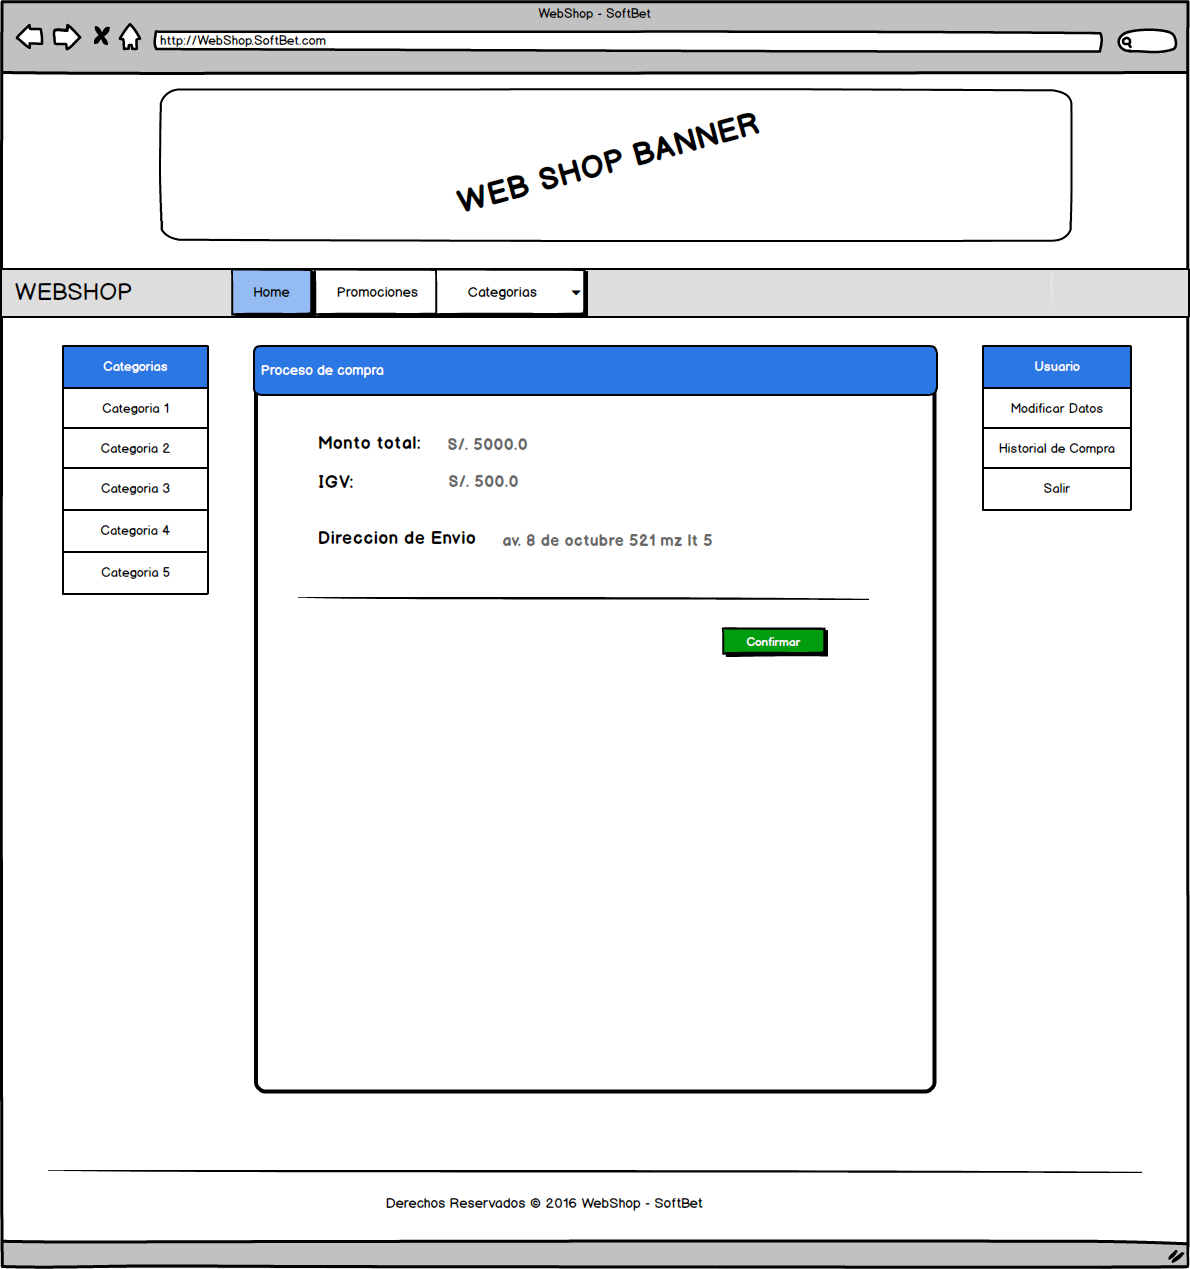 WebShop - SoftBet
http://WebShop.SoftBet.com
WEB SHOP BANNER
WEBSHOP
Home
Promociones
Categorias
Categorias
Categoria 1
Categoria 2
Categoria 3
Categoria 4
Categoria 5
Proceso de compra
Monto total: S/. 5000.0
IGV: S/. 500.0
Direccion de Envio av. 8 de octubre 521 mz lt 5
Confirmar
Usuario
Modificar Datos
Historial de Compra
Salir
Derechos Reservados © 2016 WebShop - SoftBet